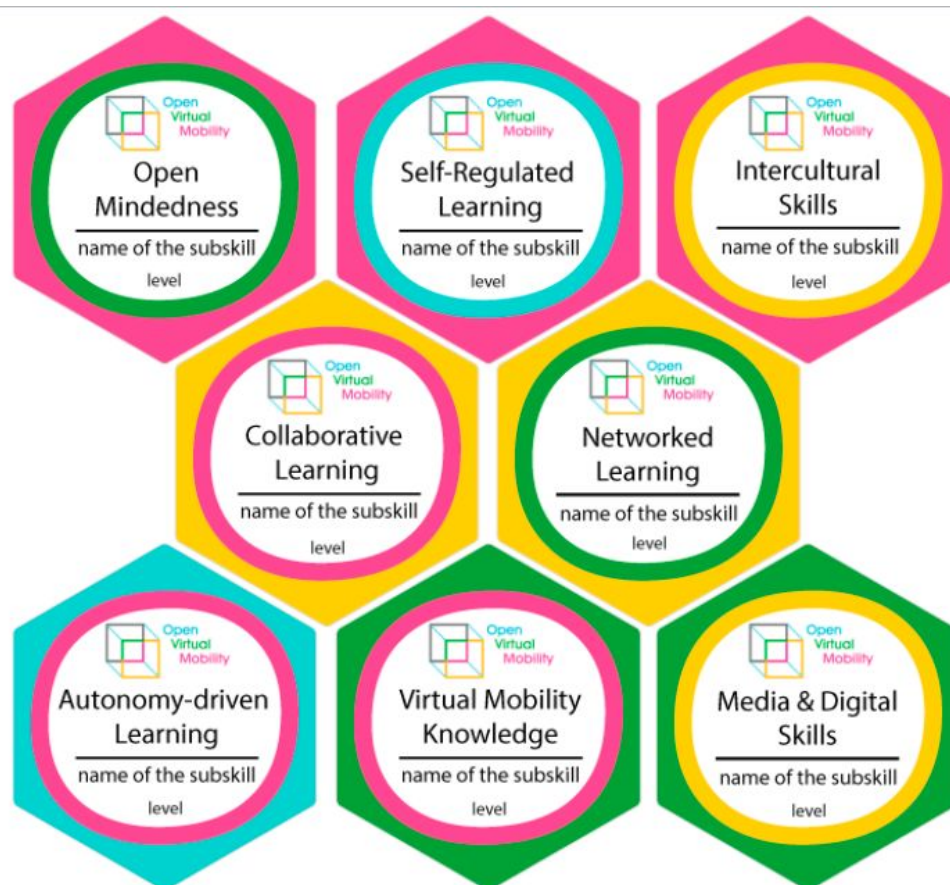 Open
Virtual
Mobility
Open
Mindedness
name of the subskill
level
Open
Virtual
Mobility
Self-Regulated
Learning
name of the subskill
level
Open
Virtual
Mobility
Intercultural
Skills
name of the subskill
level
Open
Virtual
Mobility
Collaborative
Learning
name of the subskill
level
Open
Virtual
Mobility
Networked
Learning
name of the subskill
level
Open
Virtual
Mobility
Autonomy-driven
Learning
name of the subskill
level
Open
Virtual
Mobility
Virtual Mobility
Knowledge
name of the subskill
level
Open
Virtual
Mobility
Media & Digital
Skills
name of the subskill
level